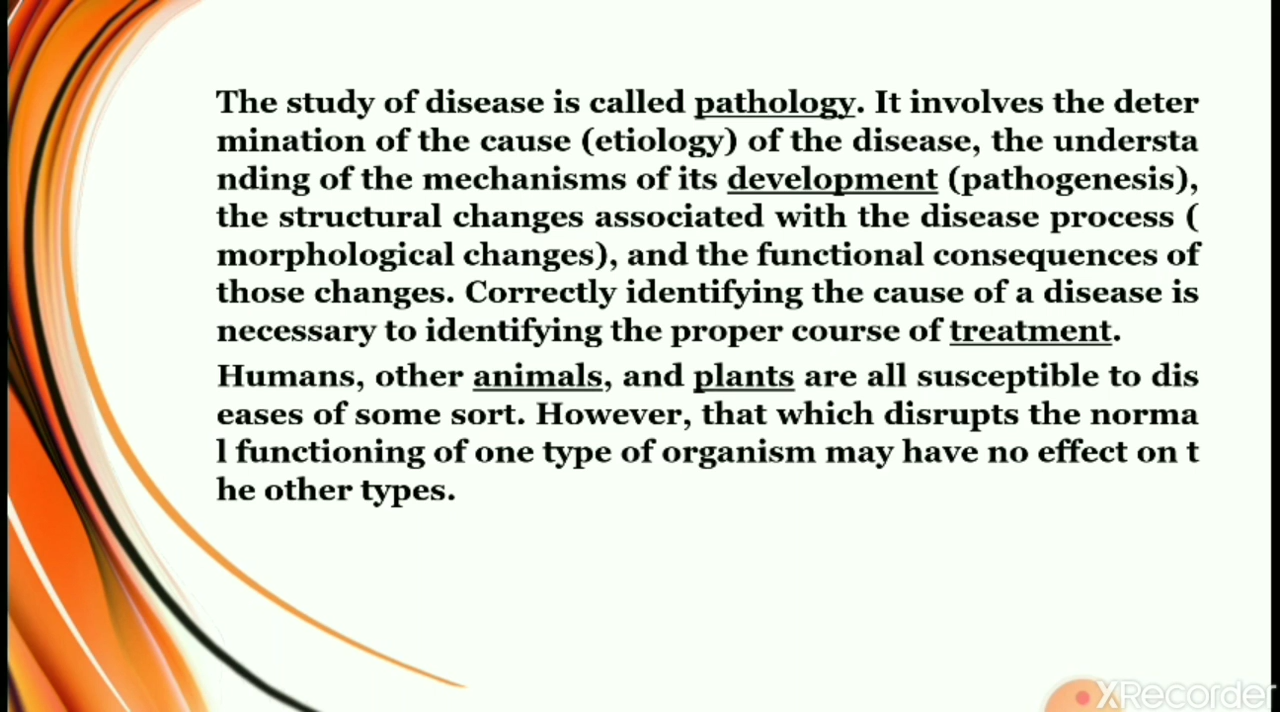 The study of disease is called pathology. It involves the deter
mination of the cause (etiology) of the disease, the understa
nding of the mechanisms of its development (pathogenesis),
the structural changes associated with the disease process (
morphological changes), and the functional consequences of
those changes. Correctly identifying the cause of a disease is
necessary to identifying the proper course of treatment.
Humans, other animals, and plants are all susceptible to dis
eases of some sort. However, that which disrupts the norma
l functioning of one type of organism may have no effect on t
he other types.
XRecorder